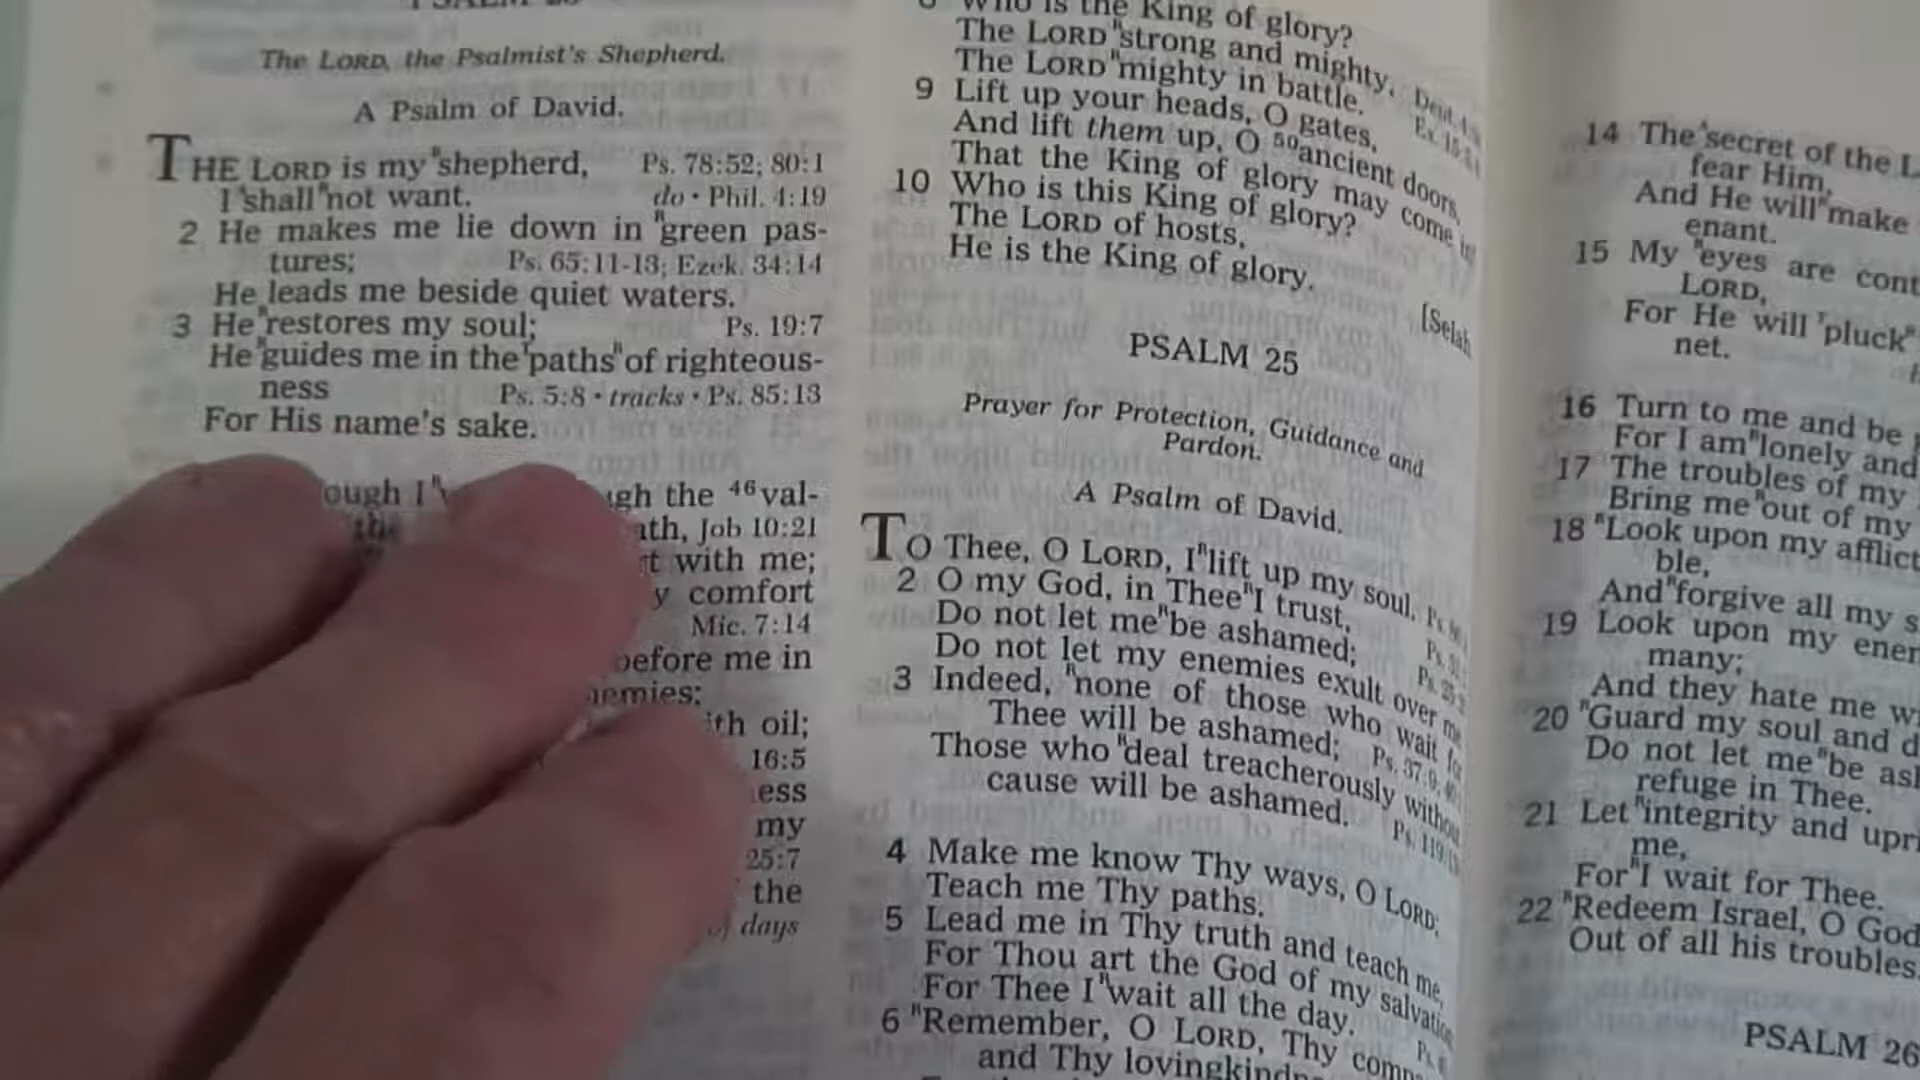 The LORD, the Psalmist's Shepherd.
A Psalm of David.
THE LORD is my "shepherd, Ps. 78:52; 80:1
I 'shall "not want. do • Phil. 4:19
2 He makes me lie down in "green pas-
tures; Ps. 65:11-13; Ezek. 34:14
He leads me beside quiet waters.
3 He "restores my soul; Ps. 19:7
He "guides me in the 'paths "of righteous-
ness Ps. 5:8 • tracks • Ps. 85:13
For His name's sake.
ough I the 46val-
the Job 10:21
with me;
comfort
Mic. 7:14
before me in
oil;
16:5
my
25:7
the
days
Who is the King of glory?
The LORD "strong and mighty,
The LORD "mighty in battle.
9 Lift up your heads, O gates,
And lift them up, O 50ancient doors,
That the King of glory may come in!
10 Who is this King of glory?
The LORD of hosts,
He is the King of glory.
[Selah
PSALM 25
Prayer for Protection, Guidance and
Pardon.
A Psalm of David.
TO Thee, O LORD, I "lift up my soul.
2 O my God, in Thee "I trust,
Do not let me "be ashamed;
Do not let my enemies exult over me
3 Indeed, "none of those who wait for
Thee will be ashamed; Ps. 37:9;
Those who "deal treacherously without
cause will be ashamed.
4 Make me know Thy ways, O LORD;
Teach me Thy paths.
5 Lead me in Thy truth and teach me,
For Thou art the God of my salvation
For Thee I "wait all the day.
6 "Remember, O LORD, Thy
and Thy
14 The 'secret of the
fear Him,
And He will "make
enant.
15 My "eyes are
LORD,
For He will 'pluck"
net.
16 Turn to me and be
For I am "lonely and
17 The troubles of my
Bring me "out of my
18 "Look upon my
ble,
And "forgive all my
19 Look upon my
many;
And they hate me
20 "Guard my soul and
Do not let me "be
refuge in Thee.
21 Let "integrity and
me,
For "I wait for Thee.
22 "Redeem Israel, O God
Out of all his troubles.
PSALM 26